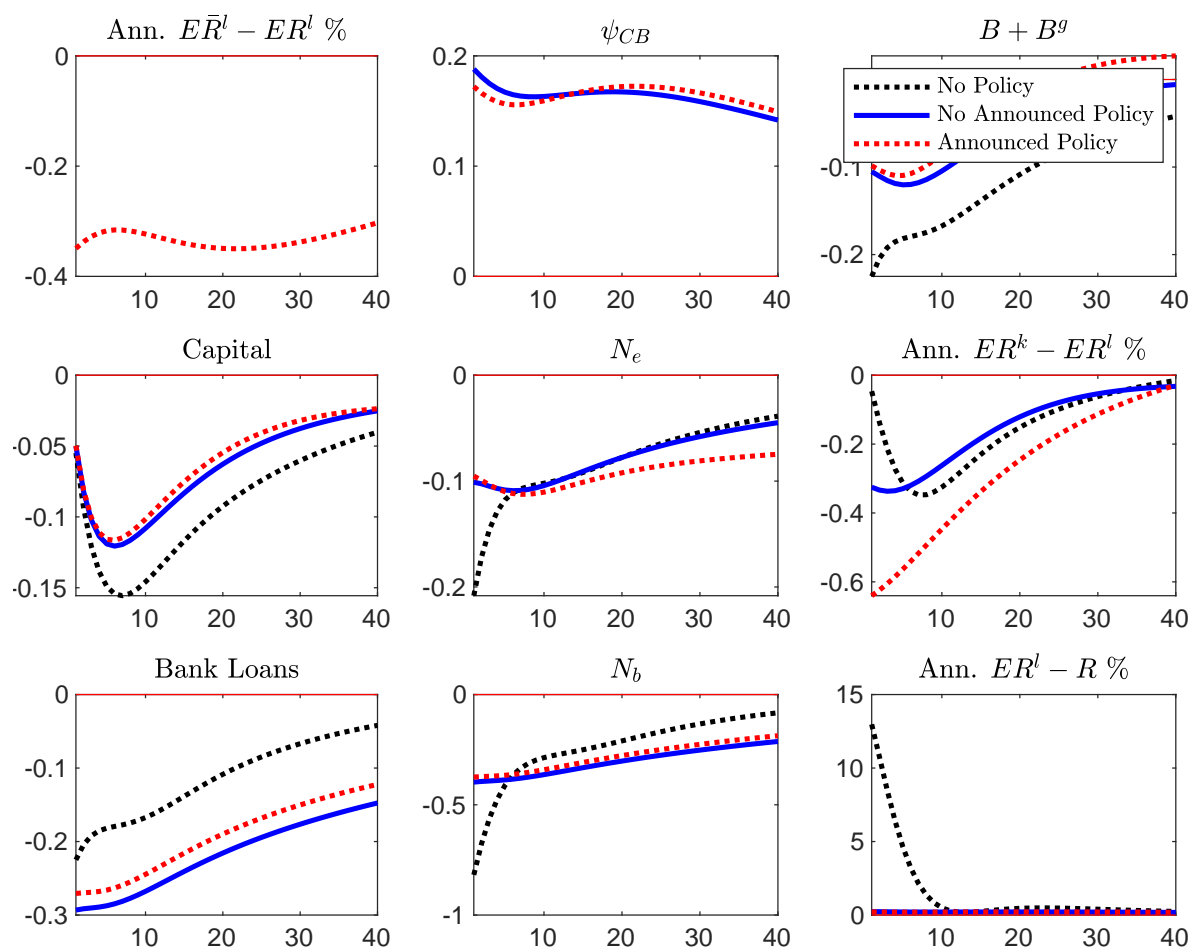 Ann. $E\bar{R}^l - ER^l$ %
0
-0.2
-0.4
10 20 30 40
$\psi_{CB}$
0.2
0.1
0
10 20 30 40
$B + B^g$
-0.1
-0.2
10 20 30 40
No Policy
No Announced Policy
Announced Policy
Capital
0
-0.05
-0.1
-0.15
10 20 30 40
$N_e$
0
-0.1
-0.2
10 20 30 40
Ann. $ER^k - ER^l$ %
0
-0.2
-0.4
-0.6
10 20 30 40
Bank Loans
0
-0.1
-0.2
-0.3
10 20 30 40
$N_b$
0
-0.5
-1
10 20 30 40
Ann. $ER^l - R$ %
15
10
5
0
10 20 30 40